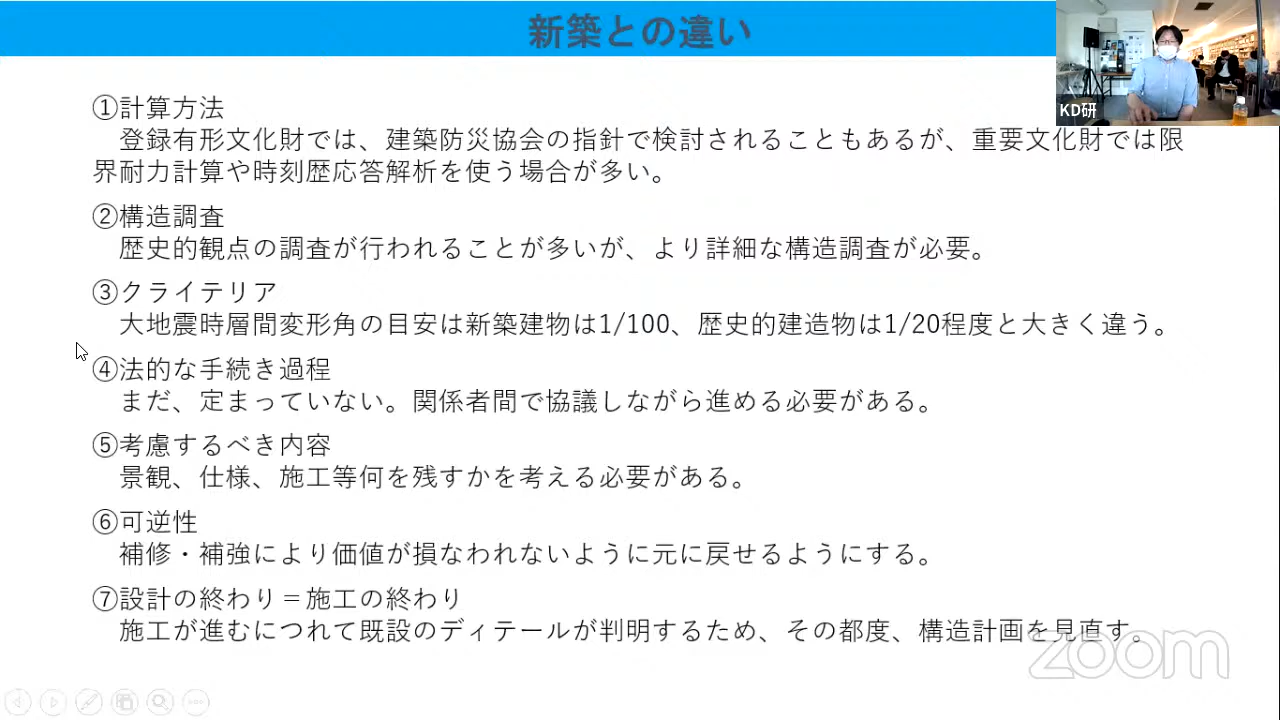 新築との違い
KD研
①計算方法
登録有形文化財では、建築防災協会の指針で検討されることもあるが、重要文化財では限
界耐力計算や時刻歴応答解析を使う場合が多い。
②構造調査
歴史的観点の調査が行われることが多いが、より詳細な構造調査が必要。
③クライテリア
大地震時層間変形角の目安は新築建物は1/100、歴史的建造物は1/20程度と大きく違う。
④法的な手続き過程
まだ、定まっていない。関係者間で協議しながら進める必要がある。
⑤考慮するべき内容
景観、仕様、施工等何を残すかを考える必要がある。
⑥可逆性
補修・補強により価値が損なわれないように元に戻せるようにする。
⑦設計の終わり＝施工の終わり
施工が進むにつれて既設のディテールが判明するため、その都度、構造計画を見直す。
zoom